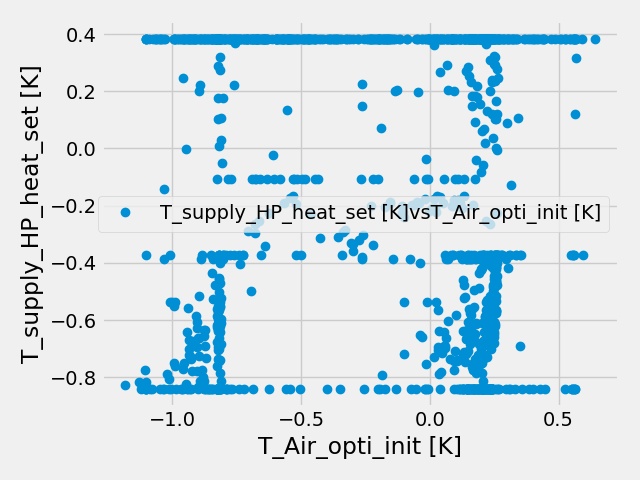 0.4
0.2
0.0
−0.2
−0.4
−0.6
−0.8
T_supply_HP_heat_set [K]
T_supply_HP_heat_set [K]vsT_Air_opti_init [K]
−1.0 −0.5 0.0 0.5
T_Air_opti_init [K]